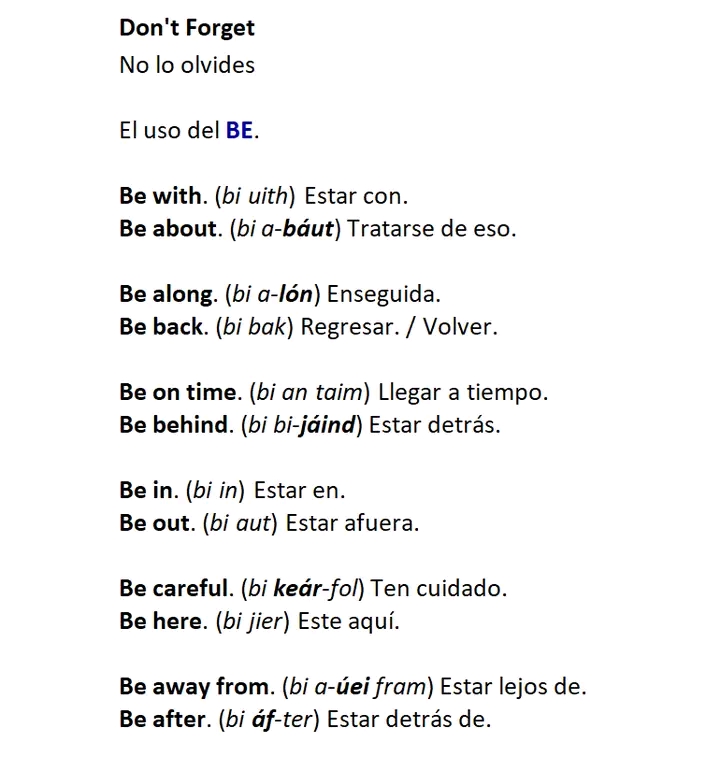 Don't Forget
No lo olvides
El uso del BE.
Be with. (bi uith) Estar con.
Be about. (bi a-báut) Tratarse de eso.
Be along. (bi a-lón) Enseguida.
Be back. (bi bak) Regresar. / Volver.
Be on time. (bi an taim) Llegar a tiempo.
Be behind. (bi bi-jáind) Estar detrás.
Be in. (bi in) Estar en.
Be out. (bi aut) Estar afuera.
Be careful. (bi keár-fol) Ten cuidado.
Be here. (bi jier) Este aquí.
Be away from. (bi a-úei fram) Estar lejos de.
Be after. (bi áf-ter) Estar detrás de.